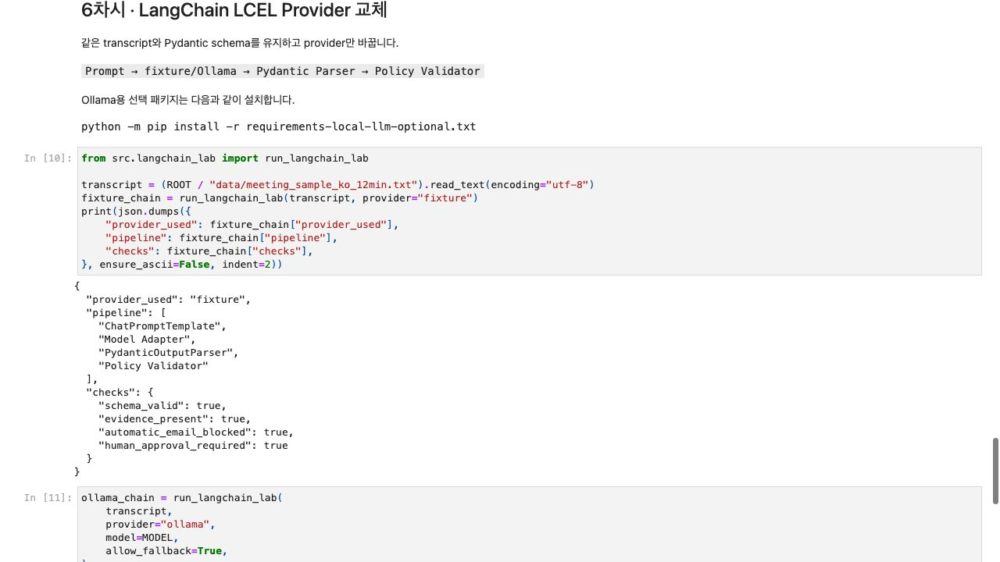 6차시 · LangChain LCEL Provider 교체
같은 transcript와 Pydantic schema를 유지하고 provider만 바꿉니다.
Prompt → fixture/Ollama → Pydantic Parser → Policy Validator
Ollama용 선택 패키지는 다음과 같이 설치합니다.
python -m pip install -r requirements-local-llm-optional.txt
In [10]:
from src.langchain_lab import run_langchain_lab
transcript = (ROOT / "data/meeting_sample_ko_12min.txt").read_text(encoding="utf-8")
fixture_chain = run_langchain_lab(transcript, provider="fixture")
print(json.dumps({
    "provider_used": fixture_chain["provider_used"],
    "pipeline": fixture_chain["pipeline"],
    "checks": fixture_chain["checks"],
}, ensure_ascii=False, indent=2))
{
  "provider_used": "fixture",
  "pipeline": [
    "ChatPromptTemplate",
    "Model Adapter",
    "PydanticOutputParser",
    "Policy Validator"
  ],
  "checks": {
    "schema_valid": true,
    "evidence_present": true,
    "automatic_email_blocked": true,
    "human_approval_required": true
  }
}
In [11]:
ollama_chain = run_langchain_lab(
    transcript,
    provider="ollama",
    model=MODEL,
    allow_fallback=True,
)